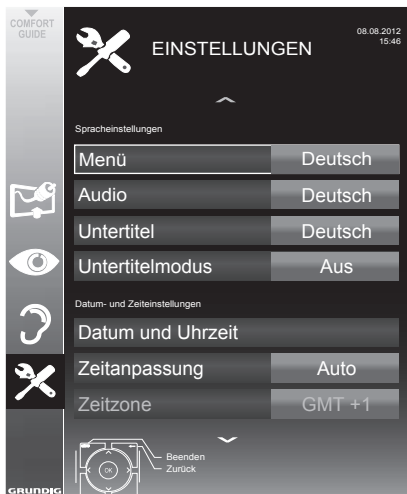 COMFORT
GUIDE
EINSTELLUNGEN
08.08.2012
15:46
Spracheinstellungen
Menü Deutsch
Audio Deutsch
Untertitel Deutsch
Untertitelmodus Aus
Datum- und Zeiteinstellungen
Datum und Uhrzeit
Zeitanpassung Auto
Zeitzone GMT +1
Beenden
Zurück
OK
GRUNDIG